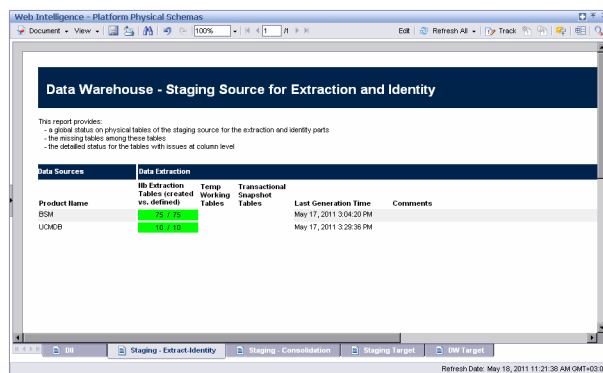 Web Intelligence - Platform Physical Schemas
Document View 100% 1 /1 Edit Refresh All Track
Data Warehouse - Staging Source for Extraction and Identity
This report provides:
- a global status on physical tables of the staging source for the extraction and identity parts
- the missing tables among these tables
- the detailled status for the tables with issues at column level
Data Sources Data Extraction
Product Name IIb Extraction Tables (created vs. defined) Temp Working Tables Transactional Snapshot Tables Last Generation Time Comments
BSM 75 / 75 May 17, 2011 3:04:20 PM
UCMDB 10 / 10 May 17, 2011 3:29:36 PM
DII Staging - Extract-Identity Staging - Consolidation Staging Target DW Target
Refresh Date: May 18, 2011 11:21:38 AM GMT+03:0